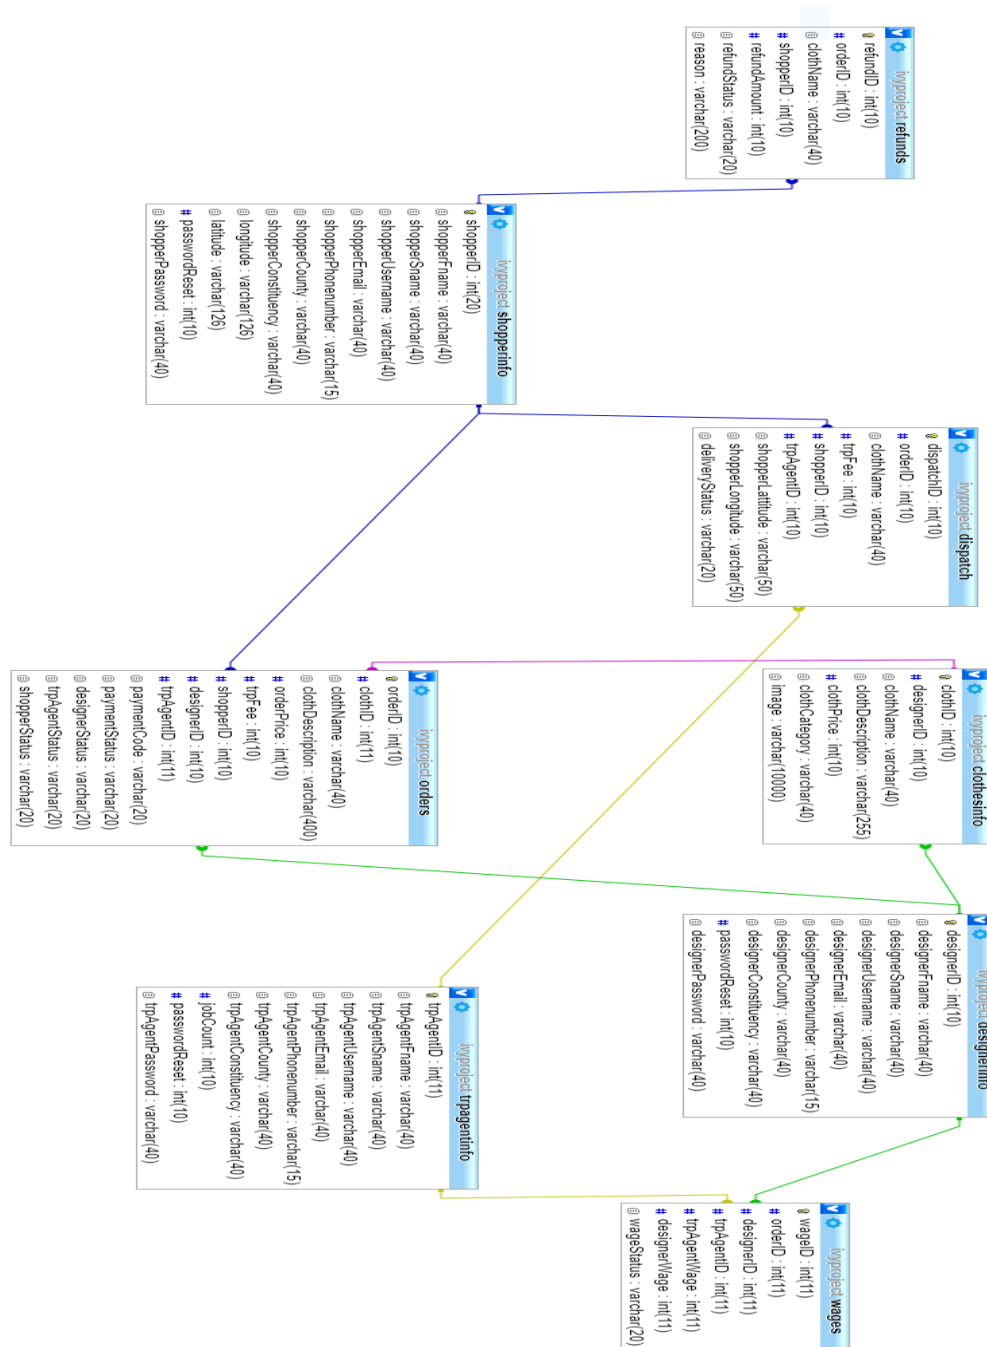 ivyproject refunds
refundID : int(10)
orderID : int(10)
clothName : varchar(40)
shopperID : int(10)
refundAmount : int(10)
refundStatus : varchar(20)
reason : varchar(200)
ivyproject shopperinfo
shopperID : int(20)
shopperFname : varchar(40)
shopperSname : varchar(40)
shopperUsername : varchar(40)
shopperEmail : varchar(40)
shopperPhonenumber : varchar(15)
shopperCounty : varchar(40)
shopperConstituency : varchar(40)
longitude : varchar(126)
latitude : varchar(126)
passwordReset : int(10)
shopperPassword : varchar(40)
ivyproject dispatch
dispatchID : int(10)
orderID : int(10)
clothName : varchar(40)
trpFee : int(10)
shopperID : int(10)
trpAgentID : int(10)
shopperLattitude : varchar(50)
shopperLongitude : varchar(50)
deliveryStatus : varchar(20)
ivyproject clothesinfo
clothID : int(10)
designerID : int(10)
clothName : varchar(40)
clothDescription : varchar(255)
clothPrice : int(10)
clothCategory : varchar(40)
image : varchar(10000)
ivyproject orders
orderID : int(10)
clothID : int(11)
clothName : varchar(40)
clothDescription : varchar(400)
orderPrice : int(10)
trpFee : int(10)
shopperID : int(10)
designerID : int(10)
trpAgentID : int(11)
paymentCode : varchar(20)
paymentStatus : varchar(20)
designerStatus : varchar(20)
trpAgentStatus : varchar(20)
shopperStatus : varchar(20)
ivyproject designerinfo
designerID : int(10)
designerFname : varchar(40)
designerSname : varchar(40)
designerUsername : varchar(40)
designerEmail : varchar(40)
designerPhonenumber : varchar(15)
designerCounty : varchar(40)
designerConstituency : varchar(40)
passwordReset : int(10)
designerPassword : varchar(40)
ivyproject trpagentinfo
trpAgentID : int(11)
trpAgentFname : varchar(40)
trpAgentSname : varchar(40)
trpAgentUsername : varchar(40)
trpAgentEmail : varchar(40)
trpAgentPhonenumber : varchar(15)
trpAgentCounty : varchar(40)
trpAgentConstituency : varchar(40)
jobCount : int(10)
passwordReset : int(10)
trpAgentPassword : varchar(40)
ivyproject wages
wageID : int(11)
orderID : int(11)
designerID : int(11)
trpAgentID : int(11)
trpAgentWage : int(11)
designerWage : int(11)
wageStatus : varchar(20)